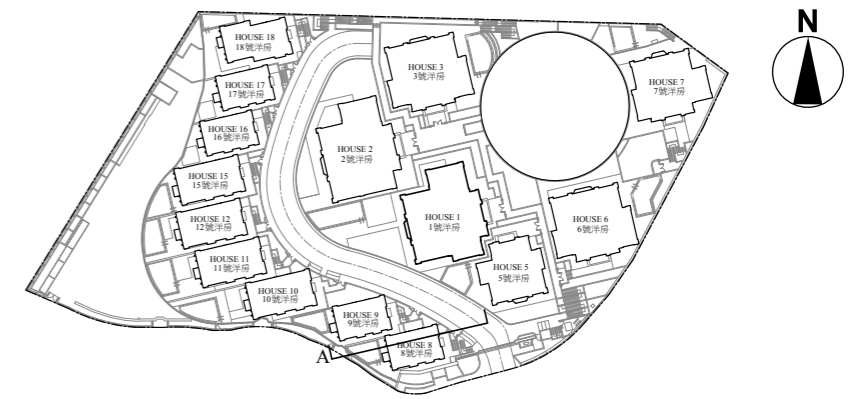 N
HOUSE 18
18號洋房
HOUSE 17
17號洋房
HOUSE 16
16號洋房
HOUSE 15
15號洋房
HOUSE 12
12號洋房
HOUSE 11
11號洋房
HOUSE 10
10號洋房
HOUSE 9
9號洋房
HOUSE 8
8號洋房
A
HOUSE 3
3號洋房
HOUSE 2
2號洋房
HOUSE 1
1號洋房
HOUSE 5
5號洋房
HOUSE 6
6號洋房
HOUSE 7
7號洋房